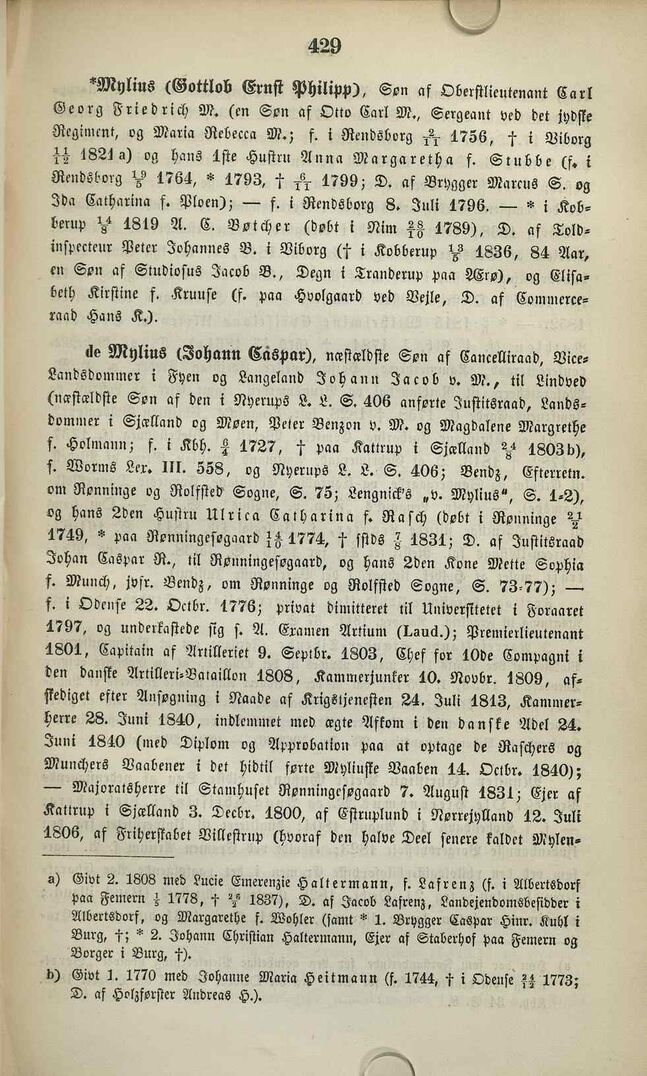 429
*Mylius (Gottlob Ernst Philipp), Søn af Oberstlieutenant Carl
Georg Friedrich M. (en Søn af Otto Carl M., Sergeant ved det jydske
Regiment, og Maria Rebecca M.; f. i Rendsborg 2/11 1756, † i Viborg
11/12 1821 a) og hans 1ste Hustru Anna Margaretha f. Stubbe (f. i
Rendsborg 19/5 1764, * 1793, † 6/11 1799; D. af Brygger Marcus S. og
Ida Catharina f. Ploen); — f. i Rendsborg 8. Juli 1796. — * i Kob=
berup 14/8 1819 A. C. Bøtcher (døbt i Nim 28/10 1789), D. af Told=
inspecteur Peter Johannes B. i Viborg († i Kobberup 13/5 1836, 84 Aar,
en Søn af Studiosus Jacob B., Degn i Tranderup paa Ærø), og Elisa=
beth Kirstine f. Kruuse (f. paa Hvolgaard ved Vejle, D. af Commerce=
raad Hans K.).
de Mylius (Johann Caspar), næstældste Søn af Cancelliraad, Vice=
Landsdommer i Fyen og Langeland Johann Jacob v. M., til Lindved
(næstældste Søn af den i Nyerups L. L. S. 406 anførte Justitsraad, Lands=
dommer i Sjælland og Møen, Peter Benzon v. M. og Magdalene Margrethe
f. Holmann; f. i Kbh. 6/4 1727, † paa Kattrup i Sjælland 24/8 1803 b),
f. Worms Lex. III. 558, og Nyerups L. L. S. 406; Bendz, Efterretn.
om Rønninge og Rolfsted Sogne, S. 75; Lengnick's „v. Mylius", S. 1=2),
og hans 2den Hustru Ulrica Catharina f. Rasch (døbt i Rønninge 21/2
1749, * paa Rønningesøgaard 14/10 1774, † sstds 7/8 1831; D. af Justitsraad
Johan Caspar R., til Rønningesøgaard, og hans 2den Kone Mette Sophia
f. Munch, jvfr. Bendz, om Rønninge og Rolfsted Sogne, S. 73=77); —
f. i Odense 22. Octbr. 1776; privat dimitteret til Universitetet i Foraaret
1797, og underkastede sig s. A. Examen Artium (Laud.); Premierlieutenant
1801, Capitain af Artilleriet 9. Septbr. 1803, Chef for 10de Compagni i
den danske Artilleri=Bataillon 1808, Kammerjunker 10. Novbr. 1809, af=
skediget efter Ansøgning i Naade af Krigstjenesten 24. Juli 1813, Kammer=
herre 28. Juni 1840, indlemmet med ægte Afkom i den danske Adel 24.
Juni 1840 (med Diplom og Approbation paa at optage de Raschers og
Munchers Vaabener i det hidtil førte Myliuske Vaaben 14. Octbr. 1840);
— Majoratsherre til Stamhuset Rønningesøgaard 7. August 1831; Ejer af
Kattrup i Sjælland 3. Decbr. 1800, af Estruplund i Nørrejylland 12. Juli
1806, af Friherskabet Villestrup (hvoraf den halve Deel senere kaldet Mylen=
a) Givt 2. 1808 med Lucie Emerenzie Haltermann, f. Lafrenz (f. i Albertsdorf
paa Femern 1/5 1778, † 26/2 1837), D. af Jacob Lafrenz, Landejendomsbesidder i
Albertsdorf, og Margarethe f. Wohler (samt * 1. Brygger Caspar Hinr. Kuhl i
Burg, †; * 2. Johann Christian Haltermann, Ejer af Staberhof paa Femern og
Borger i Burg, †).
b) Givt 1. 1770 med Johanne Maria Heitmann (f. 1744, † i Odense 24/12 1773;
D. af Holzførster Andreas H.).